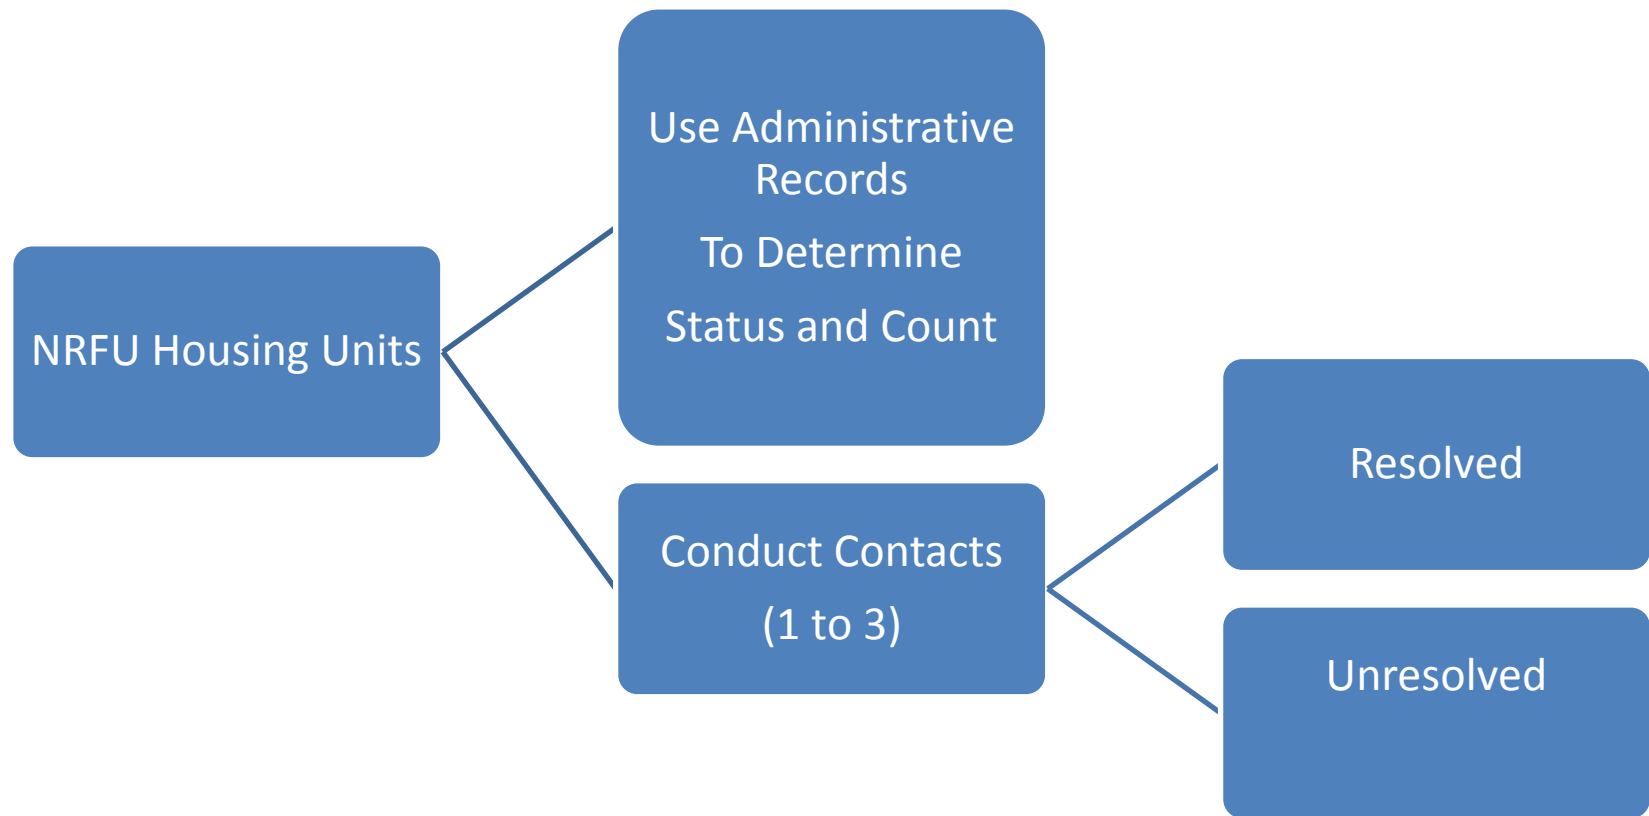 NRFU Housing Units
Use Administrative
Records
To Determine
Status and Count
Conduct Contacts
(1 to 3)
Resolved
Unresolved